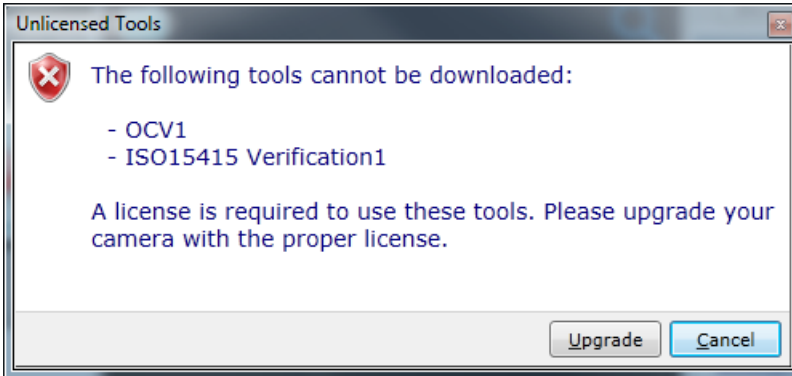 Unlicensed Tools
The following tools cannot be downloaded:
- OCV1
- ISO15415 Verification1
A license is required to use these tools. Please upgrade your
camera with the proper license.
Upgrade
Cancel